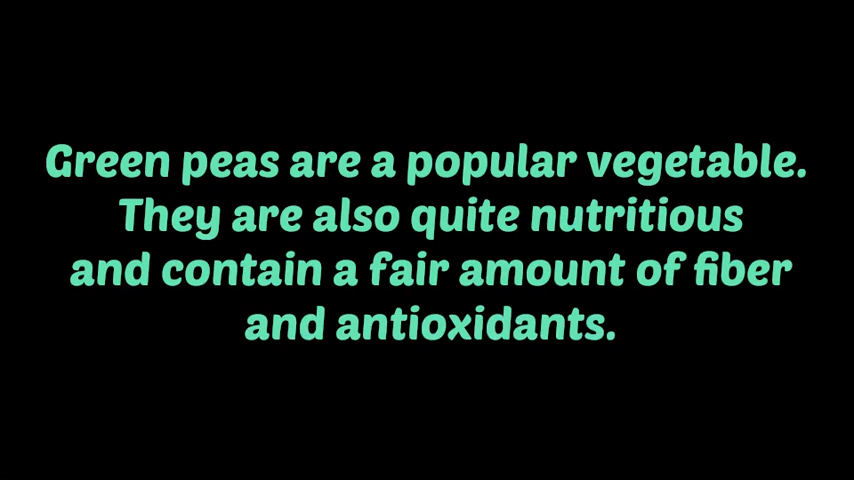 Green peas are a popular vegetable.
They are also quite nutritious
and contain a fair amount of fiber
and antioxidants.